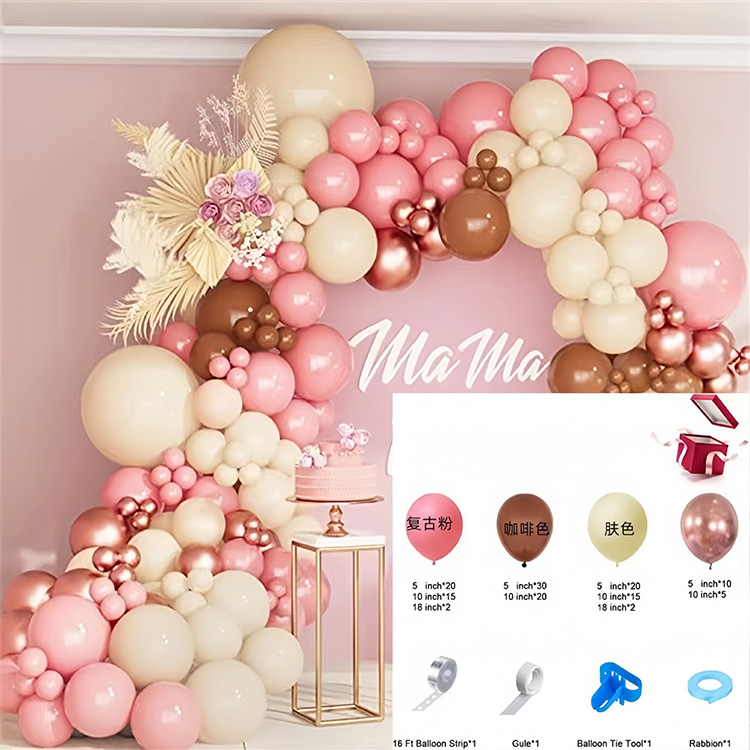 MaMa
复古粉
咖啡色
肤色
5 inch*20
10 inch*15
18 inch*2
5 inch*30
10 inch*20
5 inch*20
10 inch*15
18 inch*2
5 inch*10
10 inch*5
16 Ft Balloon Strip*1
Gule*1
Balloon Tie Tool*1
Rabbion*1